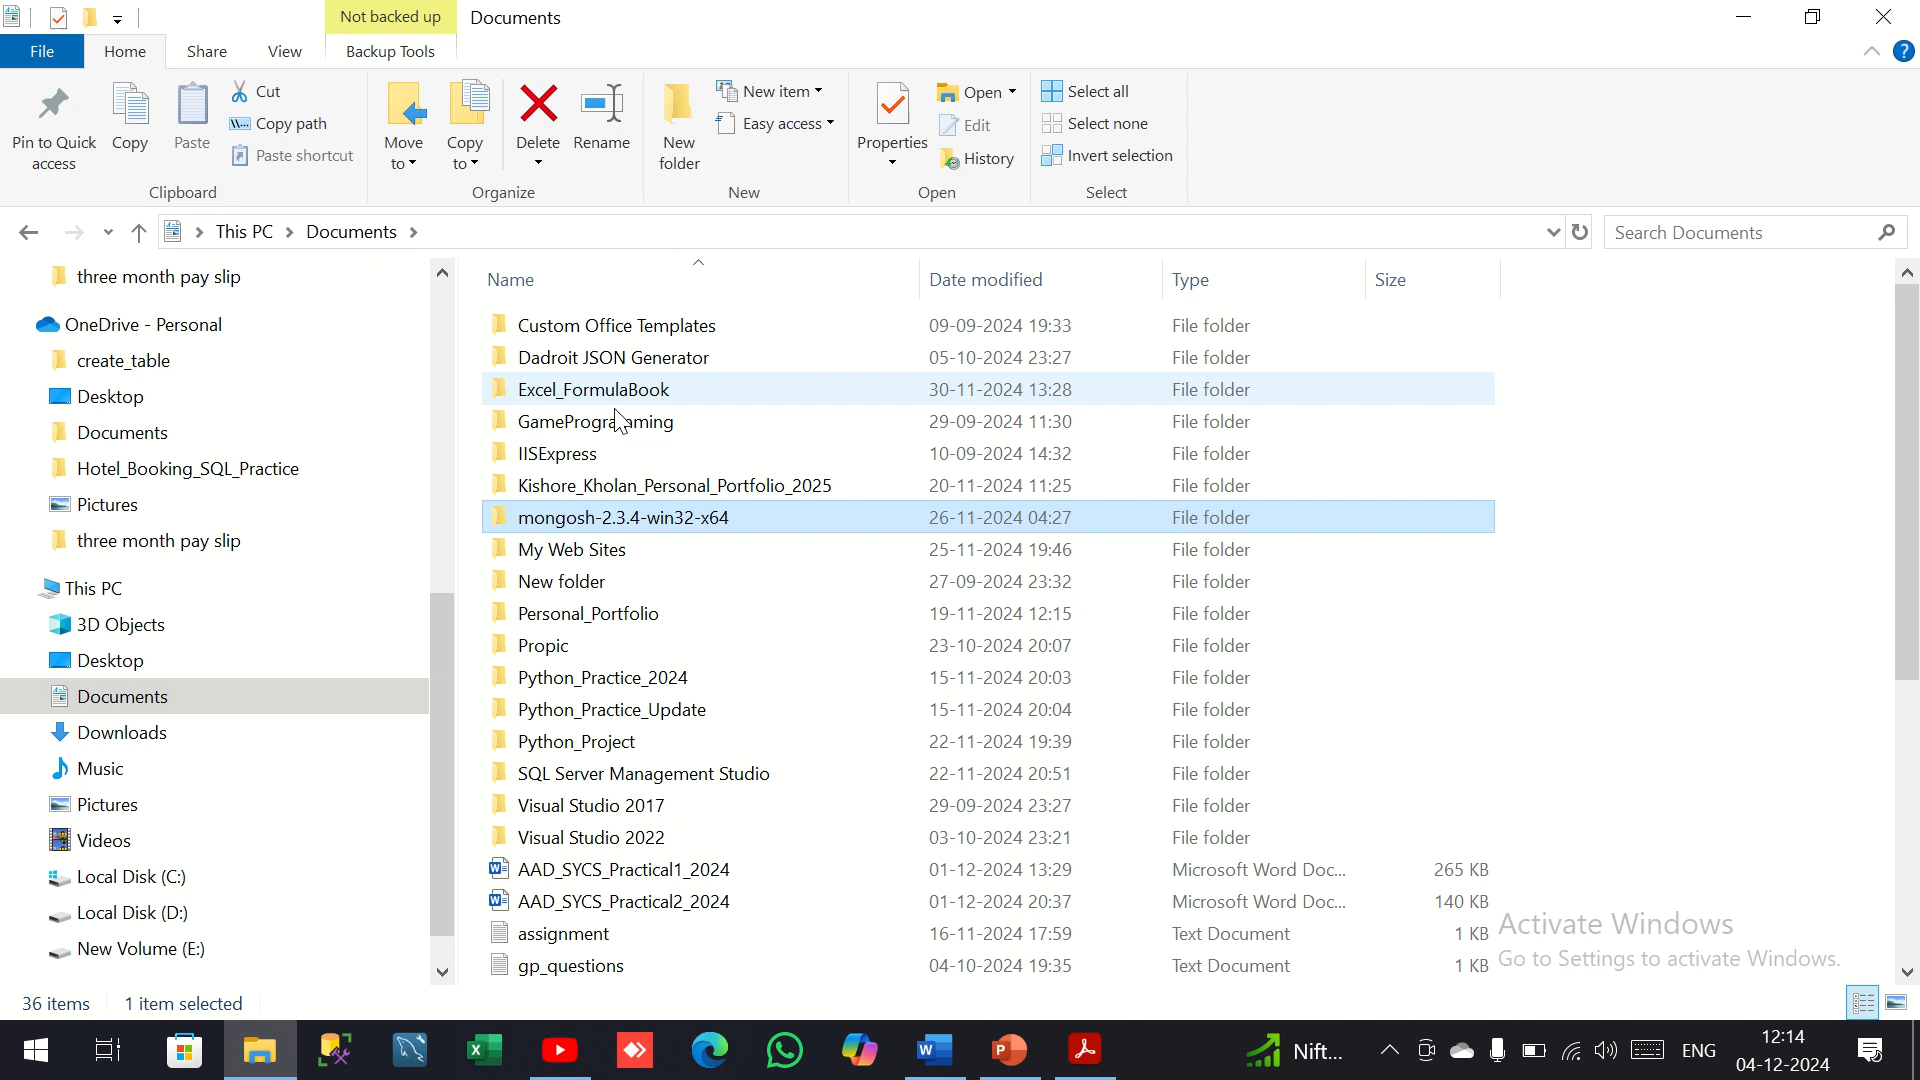 Not backed up Documents
File Home Share View Backup Tools
Pin to Quick access Copy Paste Cut Copy path Paste shortcut
Move to Copy to Delete Rename New folder New item Easy access
Properties Open Edit History Select all Select none Invert selection
Clipboard Organize New Open Select
This PC Documents Search Documents
three month pay slip
OneDrive - Personal
create_table
Desktop
Documents
Hotel_Booking_SQL_Practice
Pictures
three month pay slip
This PC
3D Objects
Desktop
Documents
Downloads
Music
Pictures
Videos
Local Disk (C:)
Local Disk (D:)
New Volume (E:)
Name Date modified Type Size
Custom Office Templates 09-09-2024 19:33 File folder
Dadroit JSON Generator 05-10-2024 23:27 File folder
Excel_FormulaBook 30-11-2024 13:28 File folder
GamePrograming 29-09-2024 11:30 File folder
IISExpress 10-09-2024 14:32 File folder
Kishore_Kholan_Personal_Portfolio_2025 20-11-2024 11:25 File folder
mongosh-2.3.4-win32-x64 26-11-2024 04:27 File folder
My Web Sites 25-11-2024 19:46 File folder
New folder 27-09-2024 23:32 File folder
Personal_Portfolio 19-11-2024 12:15 File folder
Propic 23-10-2024 20:07 File folder
Python_Practice_2024 15-11-2024 20:03 File folder
Python_Practice_Update 15-11-2024 20:04 File folder
Python_Project 22-11-2024 19:39 File folder
SQL Server Management Studio 22-11-2024 20:51 File folder
Visual Studio 2017 29-09-2024 23:27 File folder
Visual Studio 2022 03-10-2024 23:21 File folder
AAD_SYCS_Practical1_2024 01-12-2024 13:29 Microsoft Word Doc... 265 KB
AAD_SYCS_Practical2_2024 01-12-2024 20:37 Microsoft Word Doc... 140 KB
assignment 16-11-2024 17:59 Text Document 1 KB
gp_questions 04-10-2024 19:35 Text Document 1 KB
Activate Windows
Go to Settings to activate Windows.
36 items 1 item selected
Nift... ENG 12:14
04-12-2024